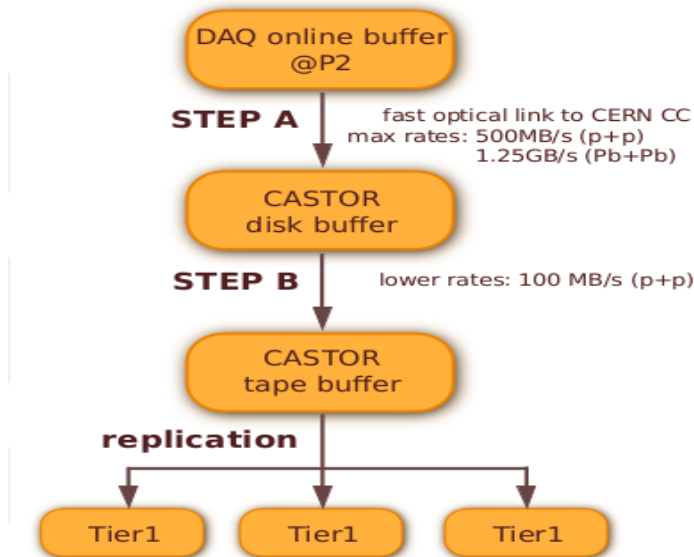 DAQ online buffer
@P2
STEP A
fast optical link to CERN CC
max rates: 500MB/s (p+p)
1.25GB/s (Pb+Pb)
CASTOR
disk buffer
STEP B
lower rates: 100 MB/s (p+p)
CASTOR
tape buffer
replication
Tier1
Tier1
Tier1